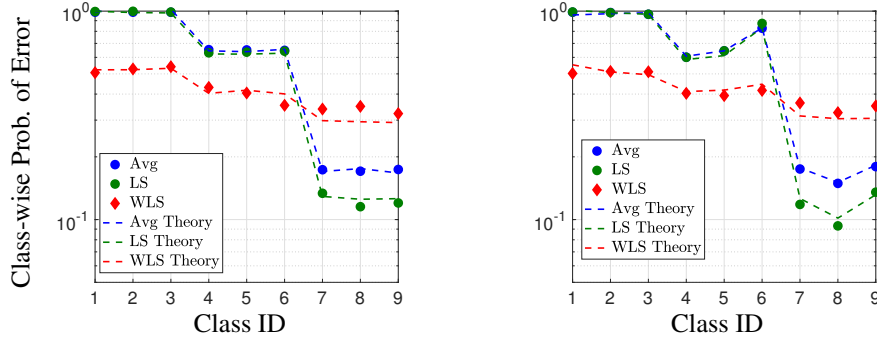 Class-wise Prob. of Error
10^0
10^-1
Avg
LS
WLS
Avg Theory
LS Theory
WLS Theory
1 2 3 4 5 6 7 8 9
Class ID
10^0
10^-1
Avg
LS
WLS
Avg Theory
LS Theory
WLS Theory
1 2 3 4 5 6 7 8 9
Class ID